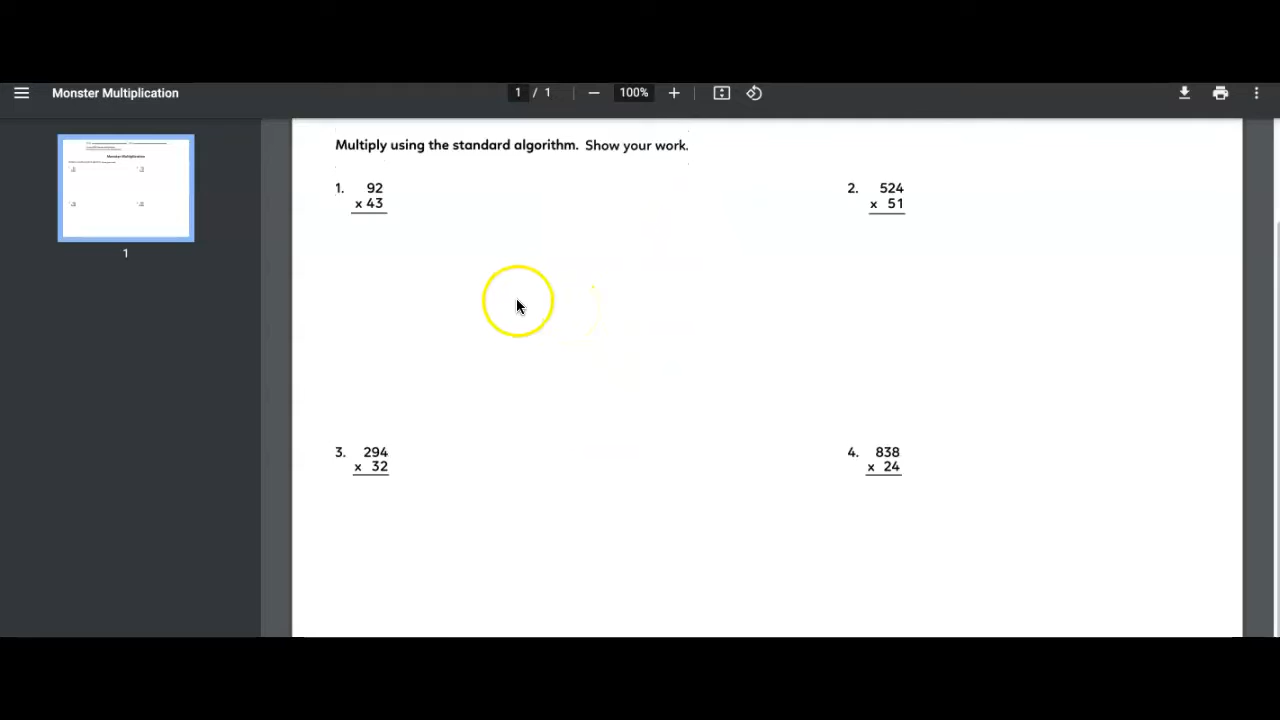 Monster Multiplication
1 / 1
100%
1
Multiply using the standard algorithm. Show your work.
1. 92
x 43
2. 524
x 51
3. 294
x 32
4. 838
x 24